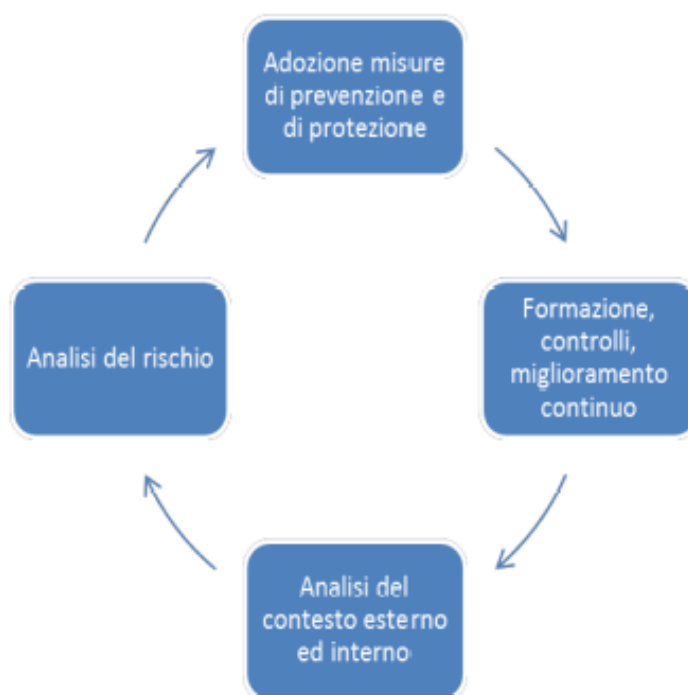 Adozione misure
di prevenzione e
di protezione
Formazione,
controlli,
miglioramento
continuo
Analisi del
contesto esterno
ed interno
Analisi del rischio